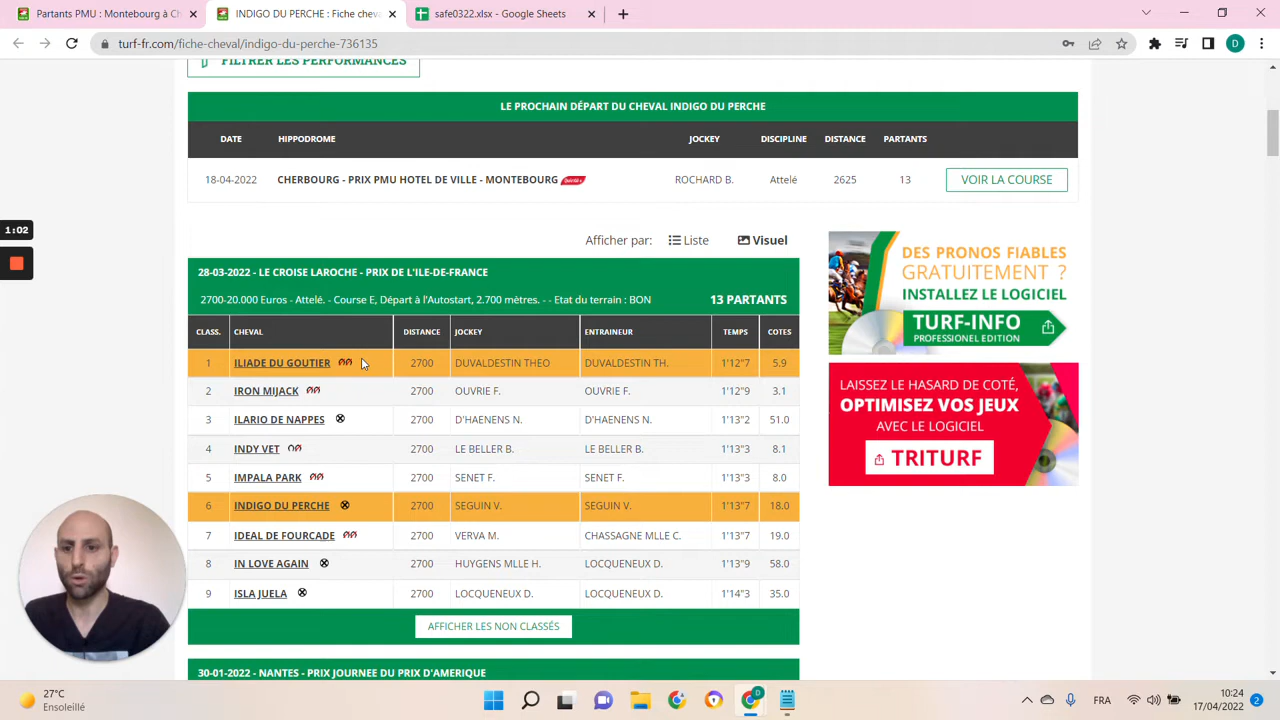 Partants PMU : Montebourg à Ch
INDIGO DU PERCHE : Fiche cheva
safe0322.xlsx - Google Sheets
turf-fr.com/fiche-cheval/indigo-du-perche-736135
D
FILTRER LES PERFORMANCES
LE PROCHAIN DÉPART DU CHEVAL INDIGO DU PERCHE
DATE HIPPODROME JOCKEY DISCIPLINE DISTANCE PARTANTS
18-04-2022 CHERBOURG - PRIX PMU HOTEL DE VILLE - MONTEBOURG ROCHARD B. Attelé 2625 13 VOIR LA COURSE
1:02
Afficher par: Liste Visuel
28-03-2022 - LE CROISE LAROCHE - PRIX DE L'ILE-DE-FRANCE
2700-20.000 Euros - Attelé. - Course E, Départ à l'Autostart, 2.700 mètres. - - Etat du terrain : BON 13 PARTANTS
CLASS. CHEVAL DISTANCE JOCKEY ENTRAINEUR TEMPS COTES
1 ILIADE DU GOUTIER 2700 DUVALDESTIN THEO DUVALDESTIN TH. 1'12"7 5.9
2 IRON MIJACK 2700 OUVRIE F. OUVRIE F. 1'12"9 3.1
3 ILARIO DE NAPPES 2700 D'HAENENS N. D'HAENENS N. 1'13"2 51.0
4 INDY VET 2700 LE BELLER B. LE BELLER B. 1'13"3 8.1
5 IMPALA PARK 2700 SENET F. SENET F. 1'13"3 8.0
6 INDIGO DU PERCHE 2700 SEGUIN V. SEGUIN V. 1'13"7 18.0
7 IDEAL DE FOURCADE 2700 VERVA M. CHASSAGNE MLLE C. 1'13"7 19.0
8 IN LOVE AGAIN 2700 HUYGENS MLLE H. LOCQUENEUX D. 1'13"9 58.0
9 ISLA JUELA 2700 LOCQUENEUX D. LOCQUENEUX D. 1'14"3 35.0
AFFICHER LES NON CLASSÉS
30-01-2022 - NANTES - PRIX JOURNEE DU PRIX D'AMERIQUE
DES PRONOS FIABLES
GRATUITEMENT ?
INSTALLEZ LE LOGICIEL
TURF-INFO
PROFESSIONEL EDITION
LAISSEZ LE HASARD DE COTÉ,
OPTIMISEZ VOS JEUX
AVEC LE LOGICIEL
TRITURF
27°C
Ensoleillé
D
FRA
10:24
17/04/2022
2